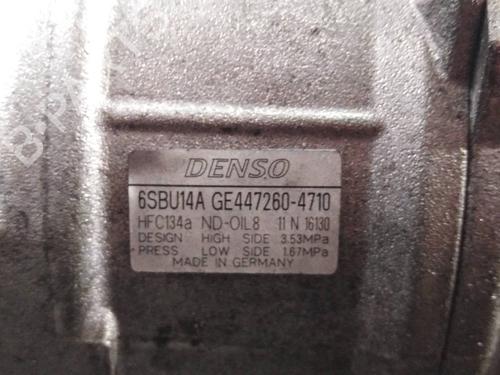 B-PARTS
DENSO
6SBU14A GE447260-4710
HFC134a ND-OIL8 11 N 16130
DESIGN HIGH SIDE 3.53MPa
PRESS LOW SIDE 1.67MPa
MADE IN GERMANY